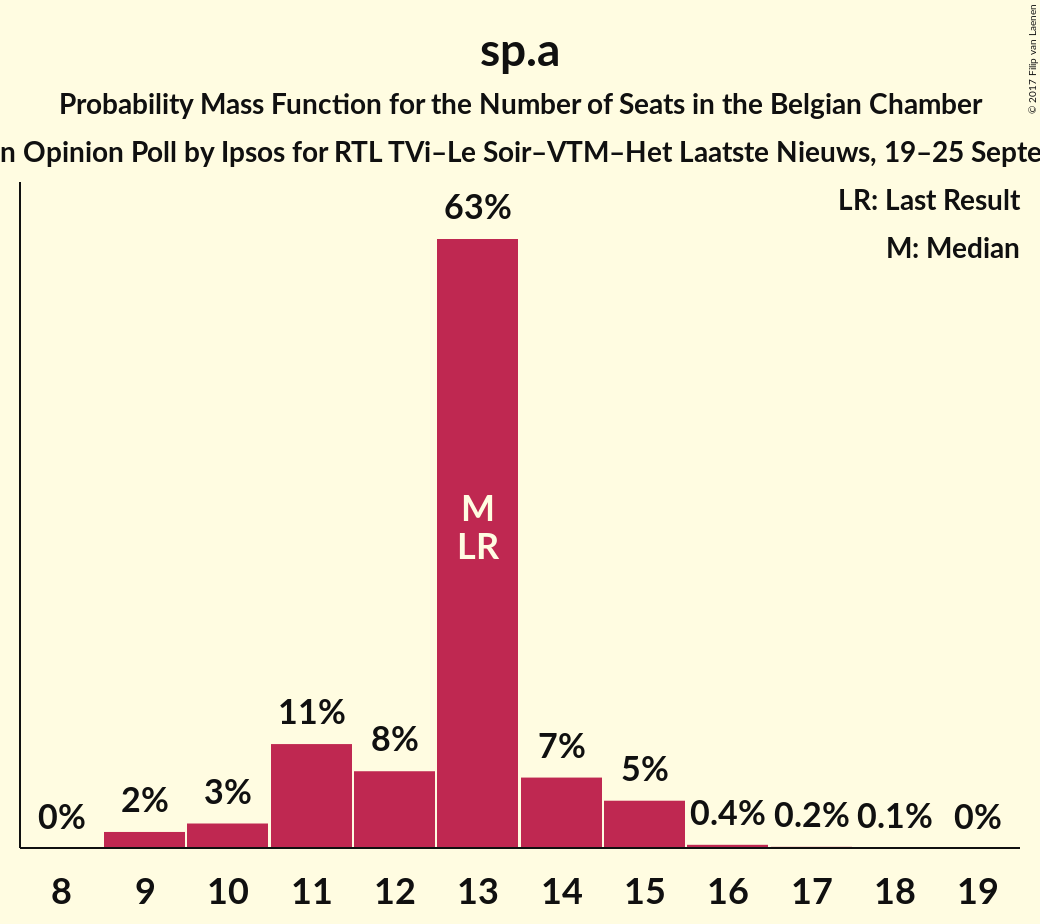 sp.a
Probability Mass Function for the Number of Seats in the Belgian Chamber
n Opinion Poll by Ipsos for RTL TVi–Le Soir–VTM–Het Laatste Nieuws, 19–25 Septe
LR: Last Result
M: Median
63%
M
LR
11%
8%
7%
5%
3%
2%
0%
0.4%
0.2%
0.1%
0%
8 9 10 11 12 13 14 15 16 17 18 19
© 2017 Filip van Laenen